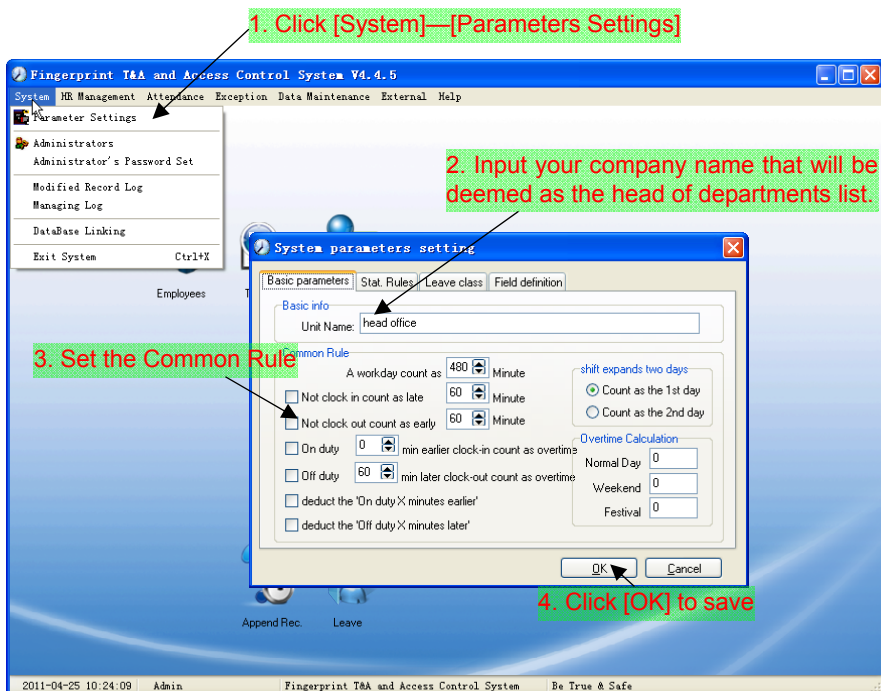 1. Click [System]—[Parameters Settings]
Fingerprint T&A and Access Control System V4.4.5
System HR Management Attendance Exception Data Maintenance External Help
Parameter Settings
Administrators
Administrator's Password Set
Modified Record Log
Managing Log
DataBase Linking
Exit System Ctrl+X
2. Input your company name that will be
deemed as the head of departments list.
Employees
System parameters setting
Basic parameters Stat. Rules Leave class Field definition
Basic info
Unit Name: head office
3. Set the Common Rule
Common Rule
A workday count as 480 Minute
Not clock in count as late 60 Minute
Not clock out count as early 60 Minute
On duty 0 min earlier clock-in count as overtime
Off duty 60 min later clock-out count as overtime
deduct the 'On duty X minutes earlier'
deduct the 'Off duty X minutes later'
shift expands two days
Count as the 1st day
Count as the 2nd day
Overtime Calculation
Normal Day 0
Weekend 0
Festival 0
OK Cancel
4. Click [OK] to save
Append Rec. Leave
2011-04-25 10:24:09 Admin Fingerprint T&A and Access Control System Be True & Safe